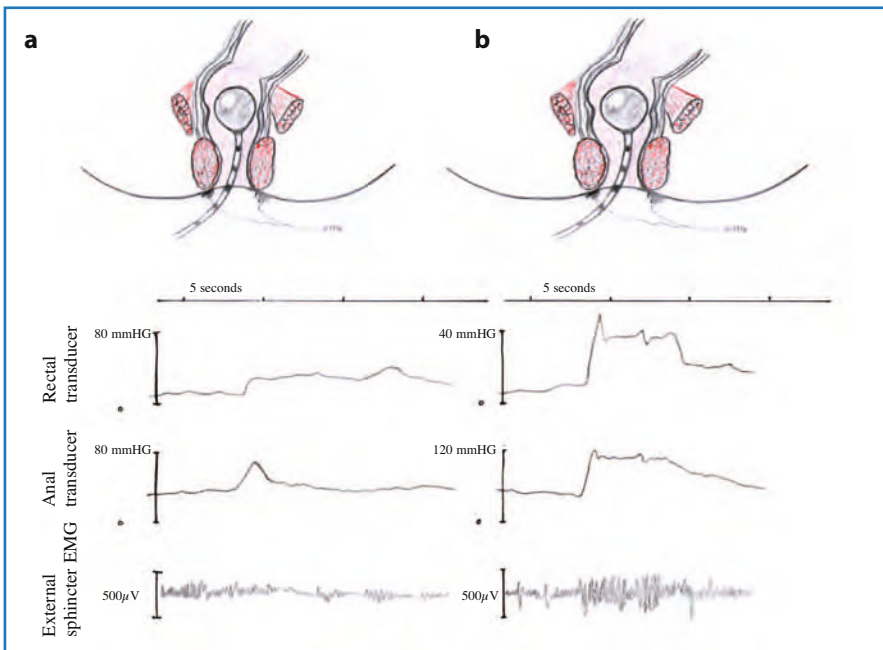 a
b
5 seconds
5 seconds
80 mmHG
40 mmHG
Rectal
transducer
80 mmHG
120 mmHG
Anal
transducer
500µV
500µV
External
sphincter EMG